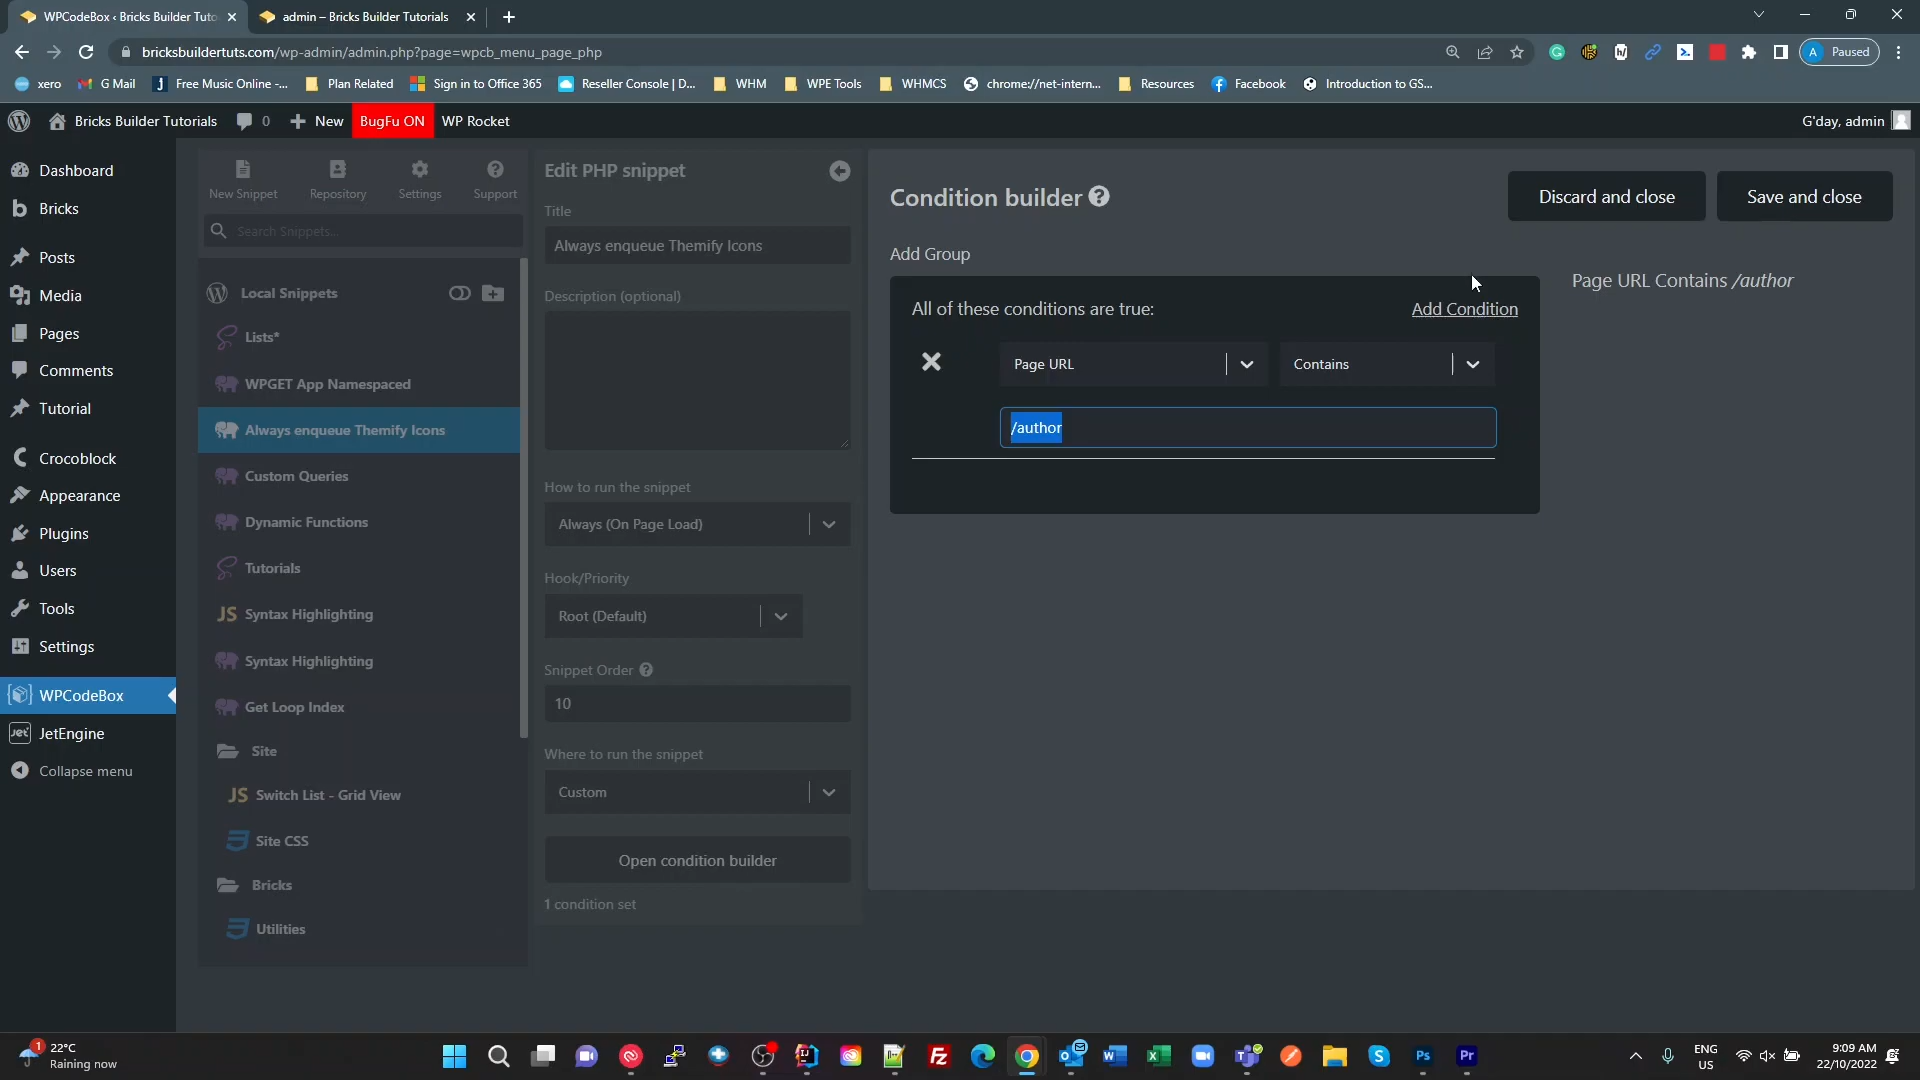 WPCodeBox ‹ Bricks Builder Tuto
admin – Bricks Builder Tutorials
bricksbuildertuts.com/wp-admin/admin.php?page=wpcb_menu_page_php
A Paused
xero
G Mail
Free Music Online -...
Plan Related
Sign in to Office 365
Reseller Console | D...
WHM
WPE Tools
WHMCS
chrome://net-intern...
Resources
Facebook
Introduction to GS...
Bricks Builder Tutorials
0
New
BugFu ON
WP Rocket
G'day, admin
Dashboard
Bricks
Posts
Media
Pages
Comments
Tutorial
Crocoblock
Appearance
Plugins
Users
Tools
Settings
WPCodeBox
JetEngine
Collapse menu
New Snippet
Repository
Settings
Support
Search Snippets...
Local Snippets
Lists*
WPGET App Namespaced
Always enqueue Themify Icons
Custom Queries
Dynamic Functions
Tutorials
JS Syntax Highlighting
Syntax Highlighting
Get Loop Index
Site
JS Switch List - Grid View
Site CSS
Bricks
Utilities
Edit PHP snippet
Title
Always enqueue Themify Icons
Description (optional)
How to run the snippet
Always (On Page Load)
Hook/Priority
Root (Default)
Snippet Order
10
Where to run the snippet
Custom
Open condition builder
1 condition set
Condition builder
Discard and close
Save and close
Add Group
All of these conditions are true:
Add Condition
Page URL
Contains
/author
Page URL Contains /author
1
22°C
Raining now
ENG
US
9:09 AM
22/10/2022